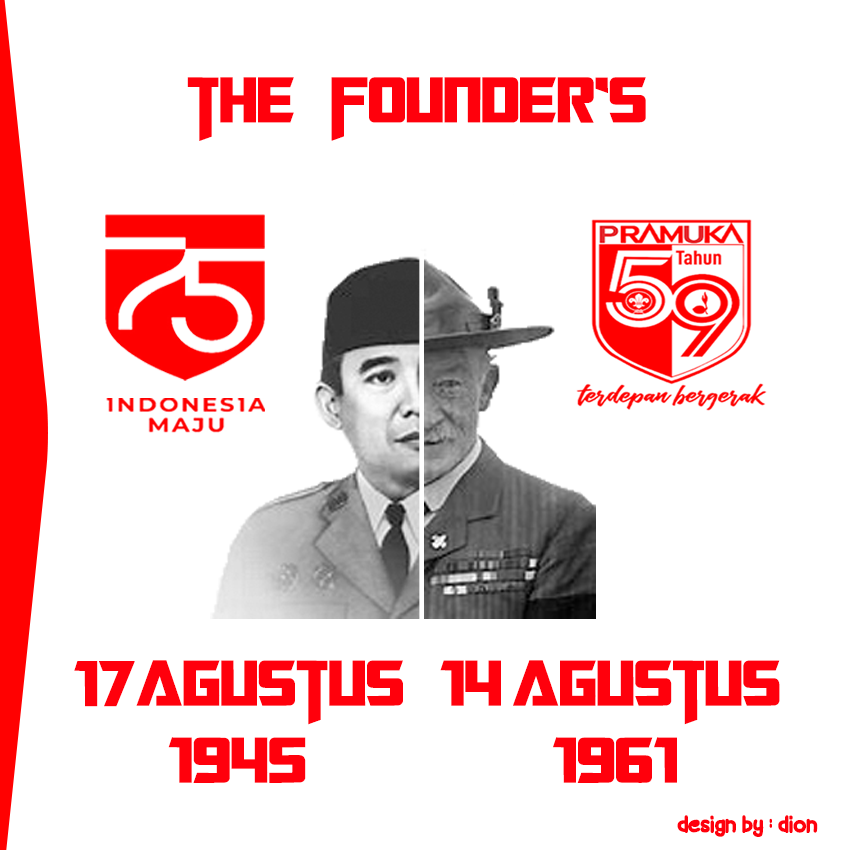 THE FOUNDER'S
75
INDONESIA
MAJU
PRAMUKA
Tahun
59
terdepan bergerak
17 AGUSTUS
1945
14 AGUSTUS
1961
design by : dion